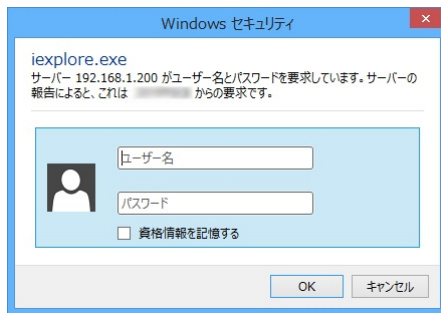 Windows セキュリティ
iexplore.exe
サーバー 192.168.1.200 がユーザー名とパスワードを要求しています。サーバーの
報告によると、これは からの要求です。
ユーザー名
パスワード
資格情報を記憶する
OK
キャンセル